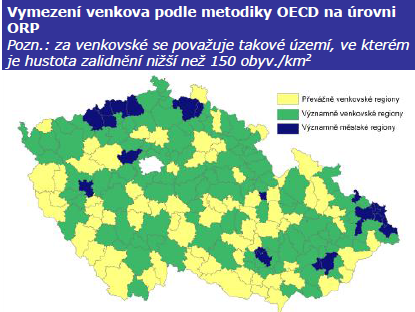 Vymezení venkova podle metodiky OECD na úrovni
ORP
Pozn.: za venkovské se považuje takové území, ve kterém
je hustota zalidnění nižší než 150 obyv./km²
Převážně venkovské regiony
Významně venkovské regiony
Významně městské regiony